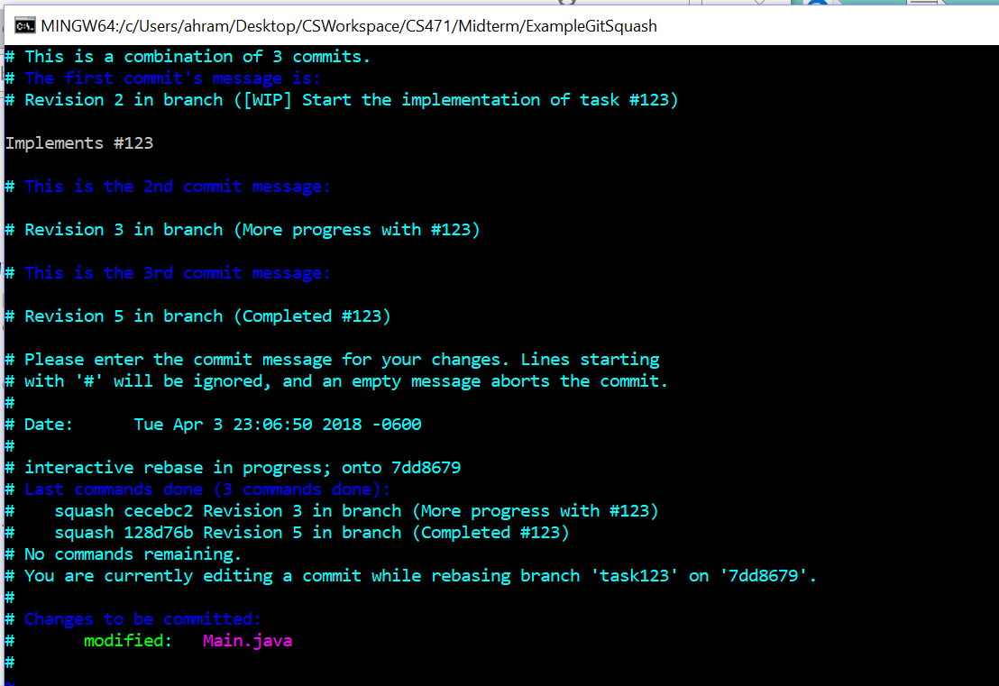 MINGW64:/c/Users/ahram/Desktop/CSWorkspace/CS471/Midterm/ExampleGitSquash
# This is a combination of 3 commits.
# The first commit's message is:
# Revision 2 in branch ([WIP] Start the implementation of task #123)
Implements #123
# This is the 2nd commit message:
# Revision 3 in branch (More progress with #123)
# This is the 3rd commit message:
# Revision 5 in branch (Completed #123)
# Please enter the commit message for your changes. Lines starting
# with '#' will be ignored, and an empty message aborts the commit.
#
# Date:      Tue Apr 3 23:06:50 2018 -0600
#
# interactive rebase in progress; onto 7dd8679
# Last commands done (3 commands done):
#    squash cecebc2 Revision 3 in branch (More progress with #123)
#    squash 128d76b Revision 5 in branch (Completed #123)
# No commands remaining.
# You are currently editing a commit while rebasing branch 'task123' on '7dd8679'.
#
# Changes to be committed:
#       modified:   Main.java
#
~